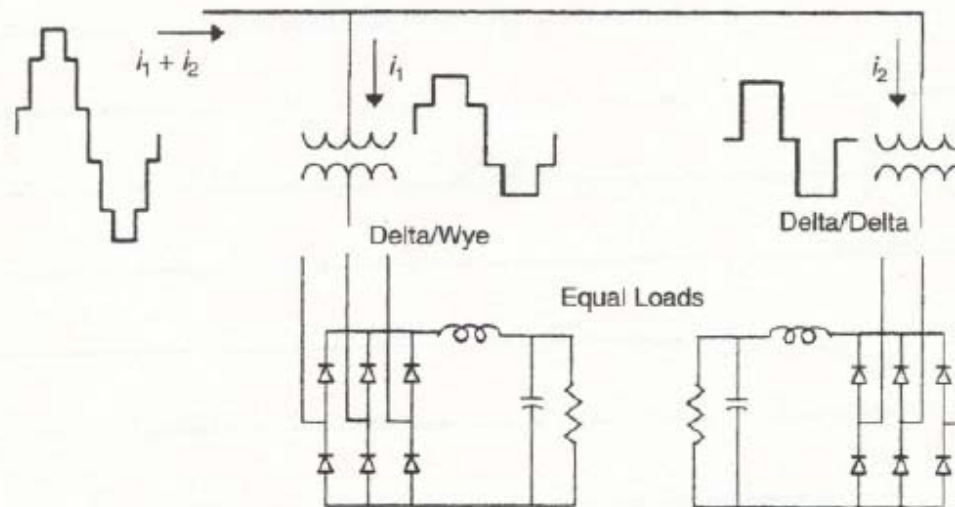 i1 + i2
i1
i2
Delta/Wye
Delta/Delta
Equal Loads